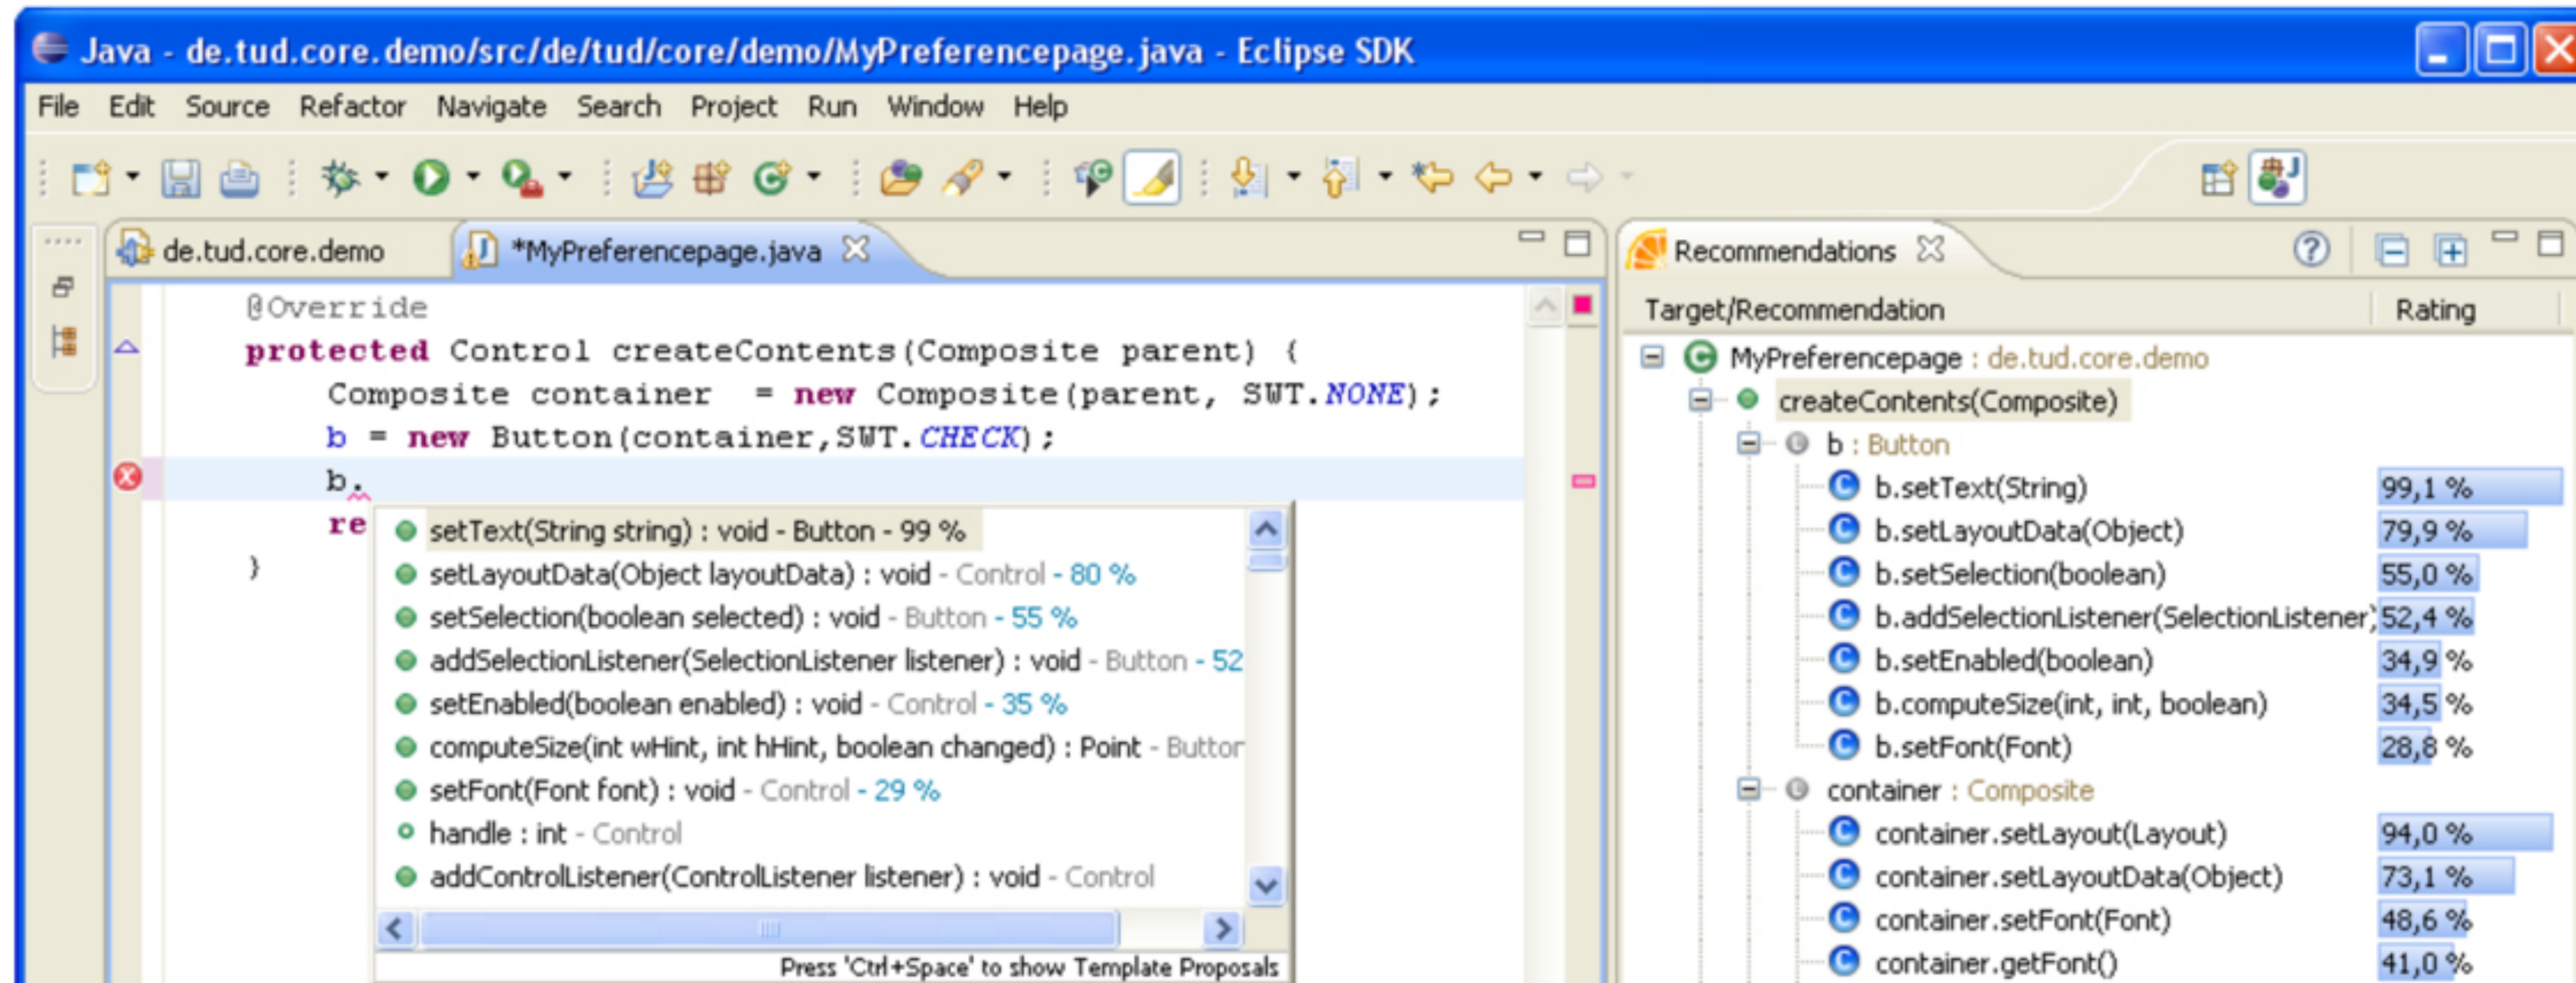 Java - de.tud.core.demo/src/de/tud/core/demo/MyPreferencepage.java - Eclipse SDK
File Edit Source Refactor Navigate Search Project Run Window Help
de.tud.core.demo *MyPreferencepage.java
@Override
protected Control createContents(Composite parent) {
Composite container = new Composite(parent, SWT.NONE);
b = new Button(container,SWT.CHECK);
b.
re
}
setText(String string) : void - Button - 99 %
setLayoutData(Object layoutData) : void - Control - 80 %
setSelection(boolean selected) : void - Button - 55 %
addSelectionListener(SelectionListener listener) : void - Button - 52
setEnabled(boolean enabled) : void - Control - 35 %
computeSize(int wHint, int hHint, boolean changed) : Point - Button
setFont(Font font) : void - Control - 29 %
handle : int - Control
addControlListener(ControlListener listener) : void - Control
Press 'Ctrl+Space' to show Template Proposals
Recommendations
Target/Recommendation Rating
MyPreferencepage : de.tud.core.demo
createContents(Composite)
b : Button
b.setText(String) 99,1 %
b.setLayoutData(Object) 79,9 %
b.setSelection(boolean) 55,0 %
b.addSelectionListener(SelectionListener) 52,4 %
b.setEnabled(boolean) 34,9 %
b.computeSize(int, int, boolean) 34,5 %
b.setFont(Font) 28,8 %
container : Composite
container.setLayout(Layout) 94,0 %
container.setLayoutData(Object) 73,1 %
container.setFont(Font) 48,6 %
container.getFont() 41,0 %